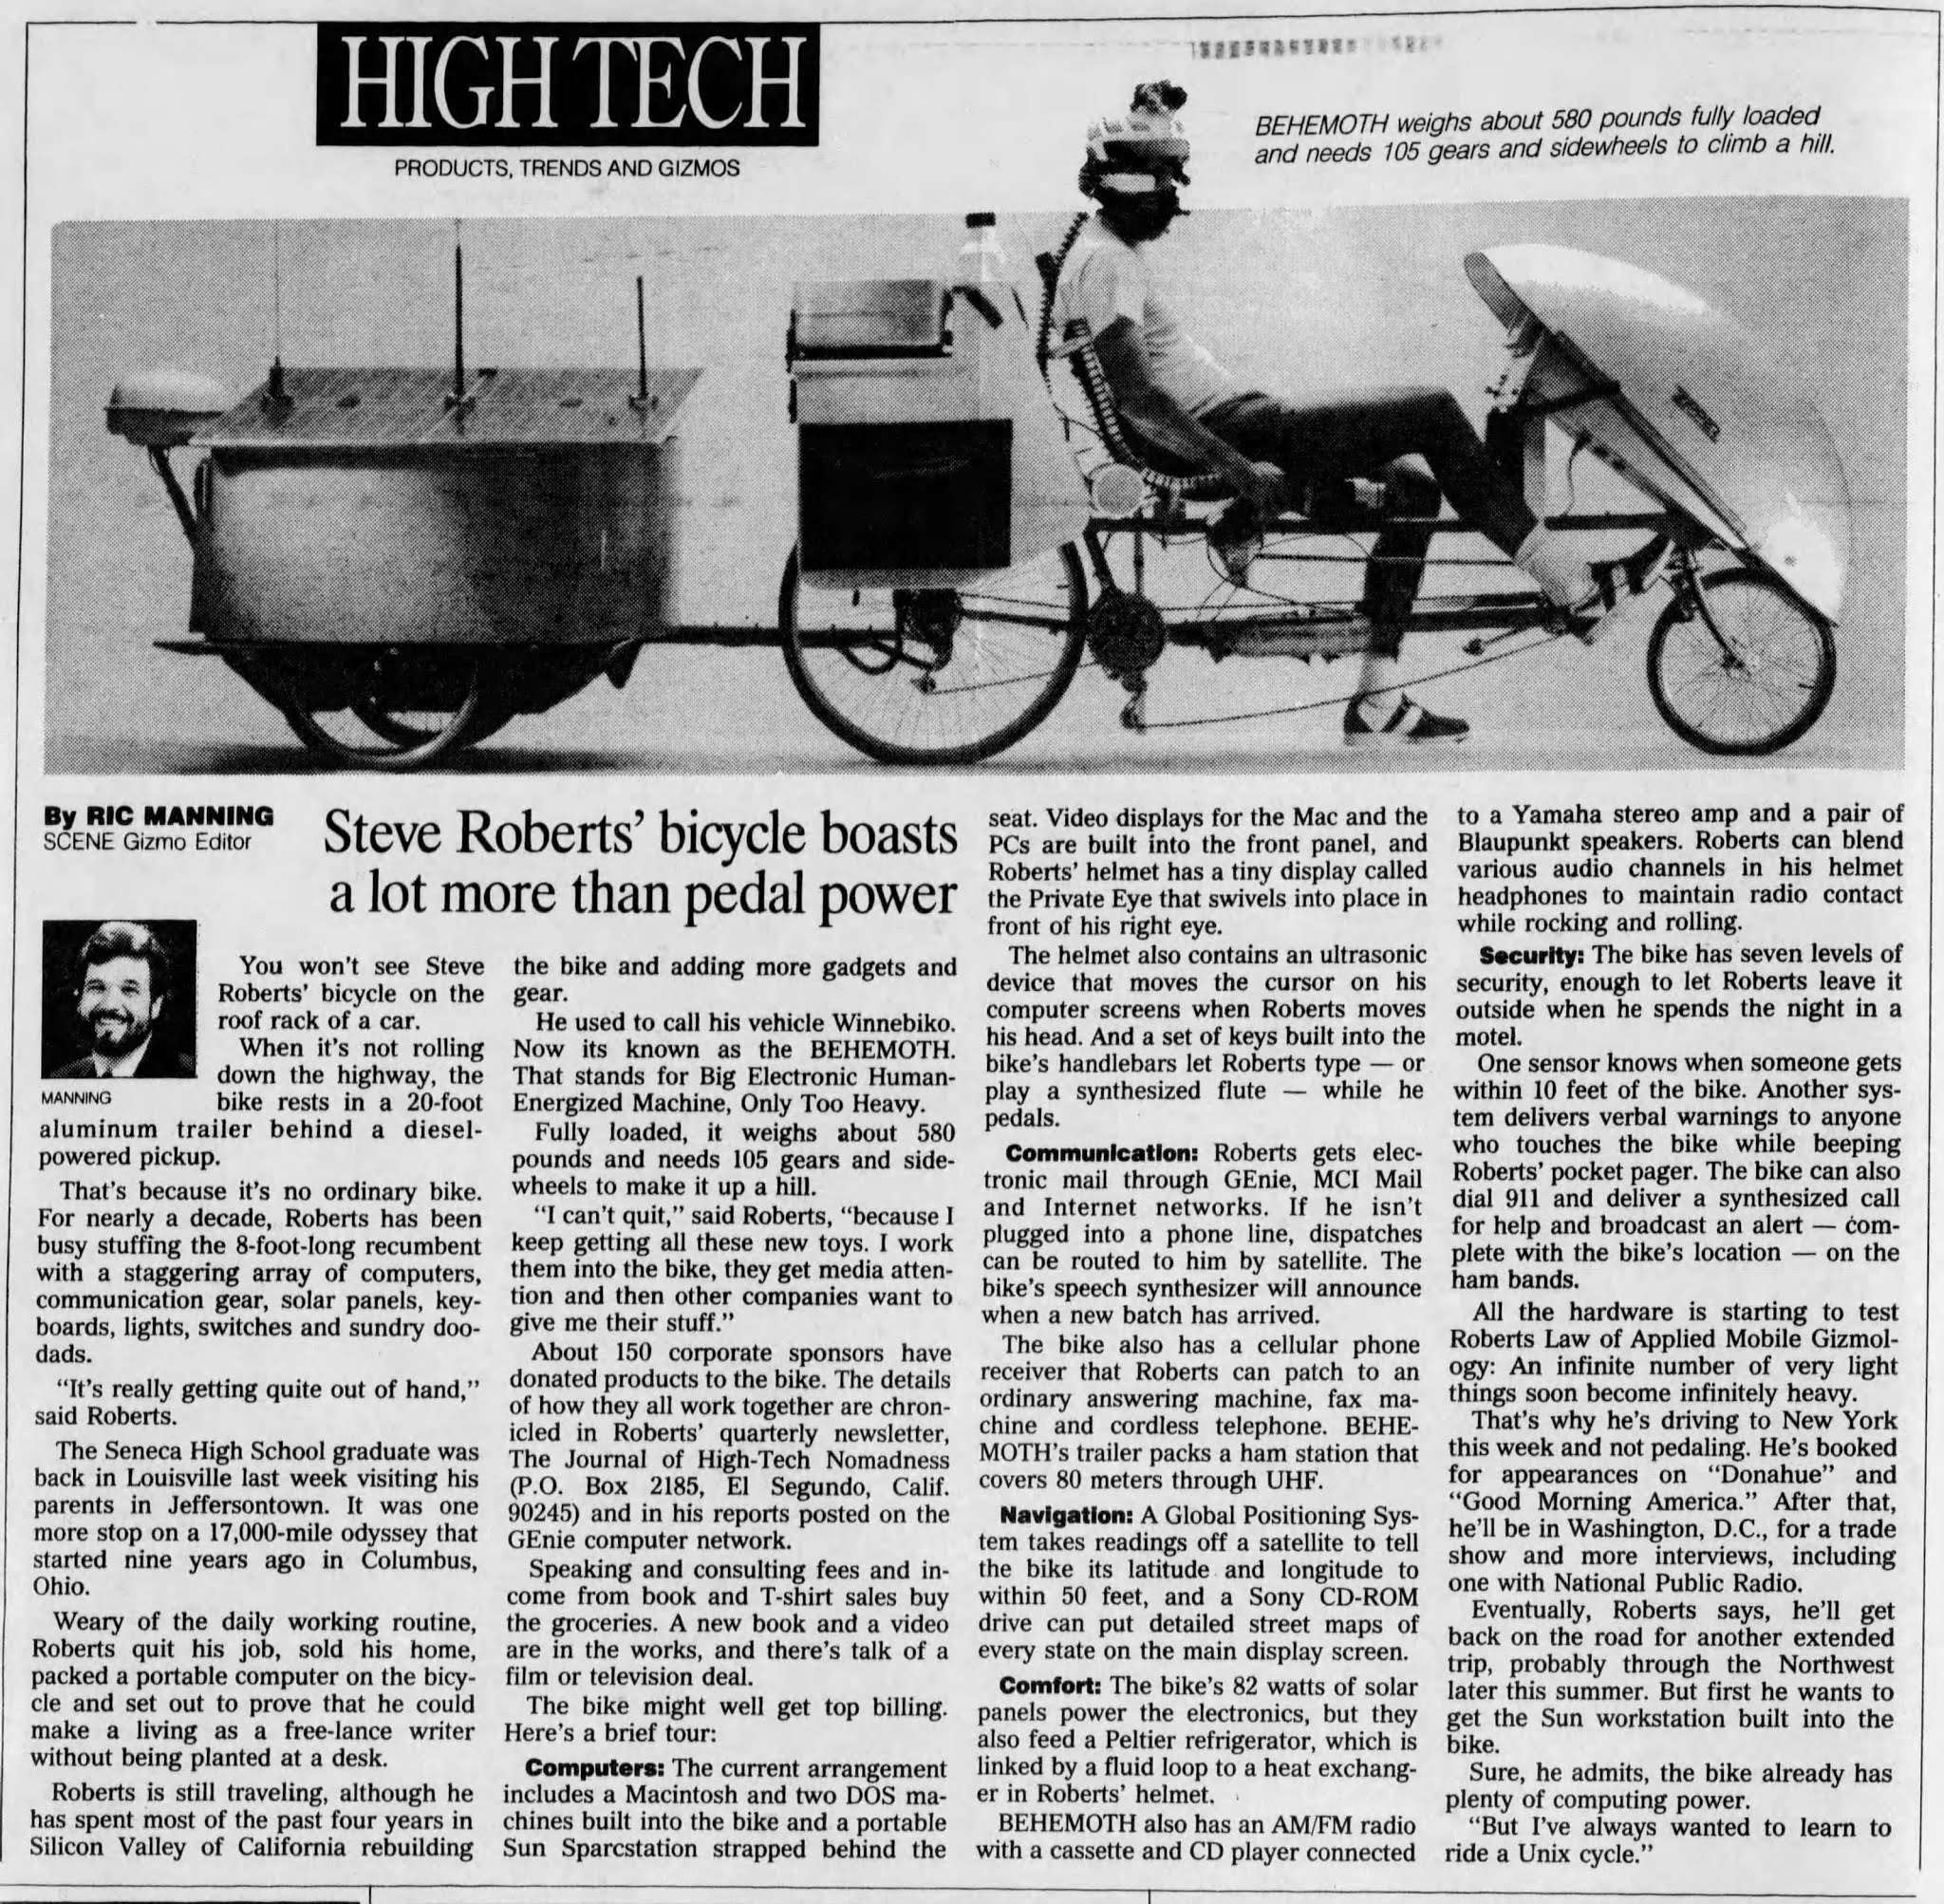 HIGH TECH
PRODUCTS, TRENDS AND GIZMOS
BEHEMOTH weighs about 580 pounds fully loaded
and needs 105 gears and sidewheels to climb a hill.
By RIC MANNING
SCENE Gizmo Editor
Steve Roberts' bicycle boasts
a lot more than pedal power
MANNING
You won't see Steve
Roberts' bicycle on the
roof rack of a car.
When it's not rolling
down the highway, the
bike rests in a 20-foot
aluminum trailer behind a diesel-
powered pickup.
That's because it's no ordinary bike.
For nearly a decade, Roberts has been
busy stuffing the 8-foot-long recumbent
with a staggering array of computers,
communication gear, solar panels, key-
boards, lights, switches and sundry doo-
dads.
"It's really getting quite out of hand,"
said Roberts.
The Seneca High School graduate was
back in Louisville last week visiting his
parents in Jeffersontown. It was one
more stop on a 17,000-mile odyssey that
started nine years ago in Columbus,
Ohio.
Weary of the daily working routine,
Roberts quit his job, sold his home,
packed a portable computer on the bicy-
cle and set out to prove that he could
make a living as a free-lance writer
without being planted at a desk.
Roberts is still traveling, although he
has spent most of the past four years in
Silicon Valley of California rebuilding
the bike and adding more gadgets and
gear.
He used to call his vehicle Winnebiko.
Now its known as the BEHEMOTH.
That stands for Big Electronic Human-
Energized Machine, Only Too Heavy.
Fully loaded, it weighs about 580
pounds and needs 105 gears and side-
wheels to make it up a hill.
"I can't quit," said Roberts, "because I
keep getting all these new toys. I work
them into the bike, they get media atten-
tion and then other companies want to
give me their stuff."
About 150 corporate sponsors have
donated products to the bike. The details
of how they all work together are chron-
icled in Roberts' quarterly newsletter,
The Journal of High-Tech Nomadness
(P.O. Box 2185, El Segundo, Calif.
90245) and in his reports posted on the
GEnie computer network.
Speaking and consulting fees and in-
come from book and T-shirt sales buy
the groceries. A new book and a video
are in the works, and there's talk of a
film or television deal.
The bike might well get top billing.
Here's a brief tour:
Computers: The current arrangement
includes a Macintosh and two DOS ma-
chines built into the bike and a portable
Sun Sparcstation strapped behind the
seat. Video displays for the Mac and the
PCs are built into the front panel, and
Roberts' helmet has a tiny display called
the Private Eye that swivels into place in
front of his right eye.
The helmet also contains an ultrasonic
device that moves the cursor on his
computer screens when Roberts moves
his head. And a set of keys built into the
bike's handlebars let Roberts type — or
play a synthesized flute — while he
pedals.
Communication: Roberts gets elec-
tronic mail through GEnie, MCI Mail
and Internet networks. If he isn't
plugged into a phone line, dispatches
can be routed to him by satellite. The
bike's speech synthesizer will announce
when a new batch has arrived.
The bike also has a cellular phone
receiver that Roberts can patch to an
ordinary answering machine, fax ma-
chine and cordless telephone. BEHE-
MOTH's trailer packs a ham station that
covers 80 meters through UHF.
Navigation: A Global Positioning Sys-
tem takes readings off a satellite to tell
the bike its latitude and longitude to
within 50 feet, and a Sony CD-ROM
drive can put detailed street maps of
every state on the main display screen.
Comfort: The bike's 82 watts of solar
panels power the electronics, but they
also feed a Peltier refrigerator, which is
linked by a fluid loop to a heat exchang-
er in Roberts' helmet.
BEHEMOTH also has an AM/FM radio
with a cassette and CD player connected
to a Yamaha stereo amp and a pair of
Blaupunkt speakers. Roberts can blend
various audio channels in his helmet
headphones to maintain radio contact
while rocking and rolling.
Security: The bike has seven levels of
security, enough to let Roberts leave it
outside when he spends the night in a
motel.
One sensor knows when someone gets
within 10 feet of the bike. Another sys-
tem delivers verbal warnings to anyone
who touches the bike while beeping
Roberts' pocket pager. The bike can also
dial 911 and deliver a synthesized call
for help and broadcast an alert — com-
plete with the bike's location — on the
ham bands.
All the hardware is starting to test
Roberts Law of Applied Mobile Gizmol-
ogy: An infinite number of very light
things soon become infinitely heavy.
That's why he's driving to New York
this week and not pedaling. He's booked
for appearances on "Donahue" and
"Good Morning America." After that,
he'll be in Washington, D.C., for a trade
show and more interviews, including
one with National Public Radio.
Eventually, Roberts says, he'll get
back on the road for another extended
trip, probably through the Northwest
later this summer. But first he wants to
get the Sun workstation built into the
bike.
Sure, he admits, the bike already has
plenty of computing power.
"But I've always wanted to learn to
ride a Unix cycle."